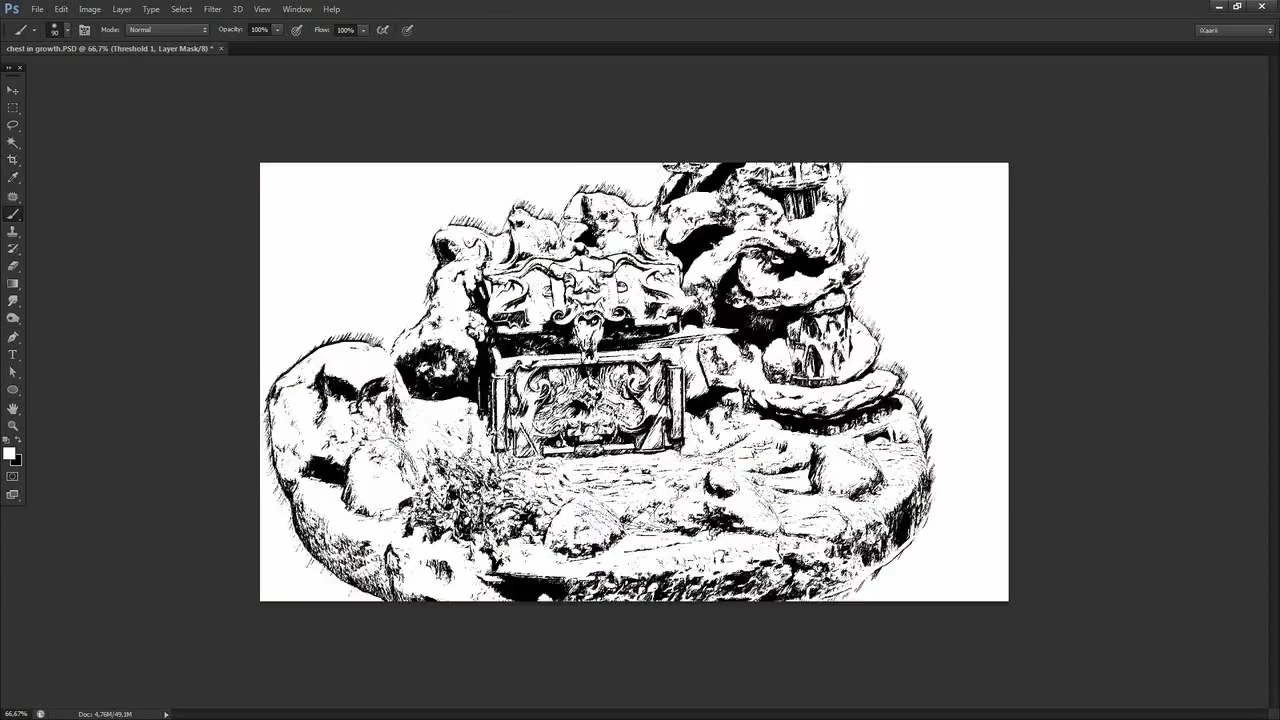 Ps File Edit Image Layer Type Select Filter 3D View Window Help
90 Mode: Normal Opacity: 100% Flow: 100%
chest in growth.PSD @ 66,7% (Threshold 1, Layer Mask/8) * ×
T
66,67% Doc: 4,76M/49,1M